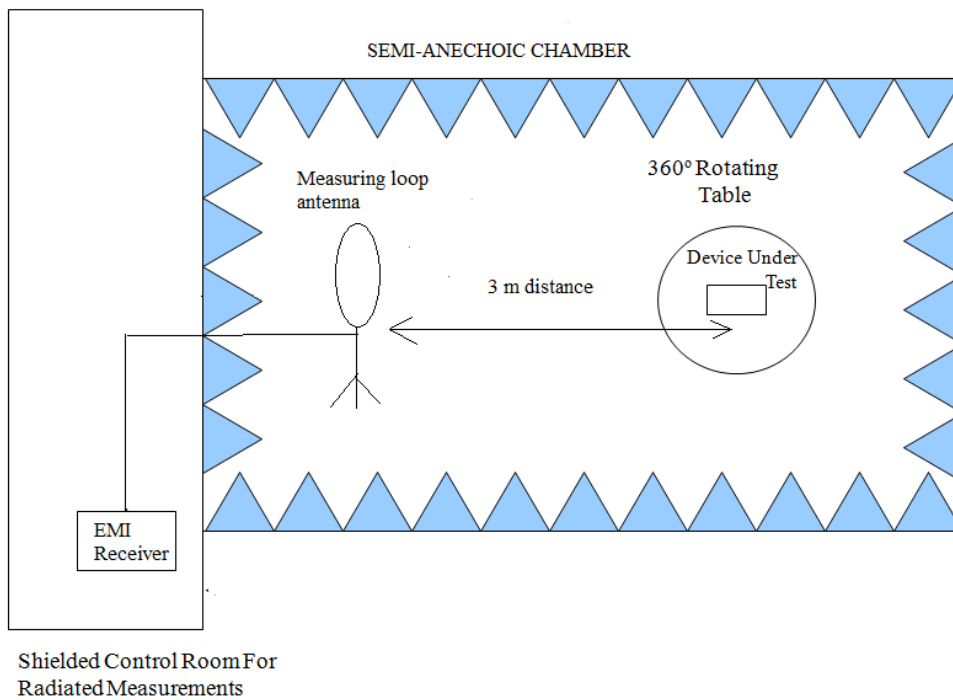 SEMI-ANECHOIC CHAMBER
360º Rotating
Table
Measuring loop
antenna
Device Under
Test
3 m distance
EMI
Receiver
Shielded Control Room For
Radiated Measurements